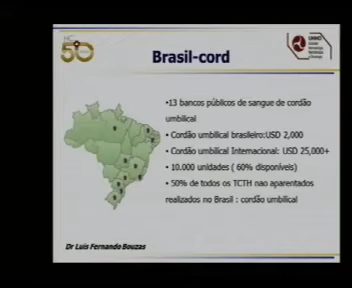 HC
50
Brasil-cord
•13 bancos públicos de sangue de cordão
umbilical
• Cordão umbilical brasileiro:USD 2,000
• Cordão umbilical Internacional: USD 25,000+
• 10.000 unidades ( 60% disponíveis)
• 50% de todos os TCTH nao aparentados
realizados no Brasil : cordão umbilical
Dr Luis Fernando Bouzas